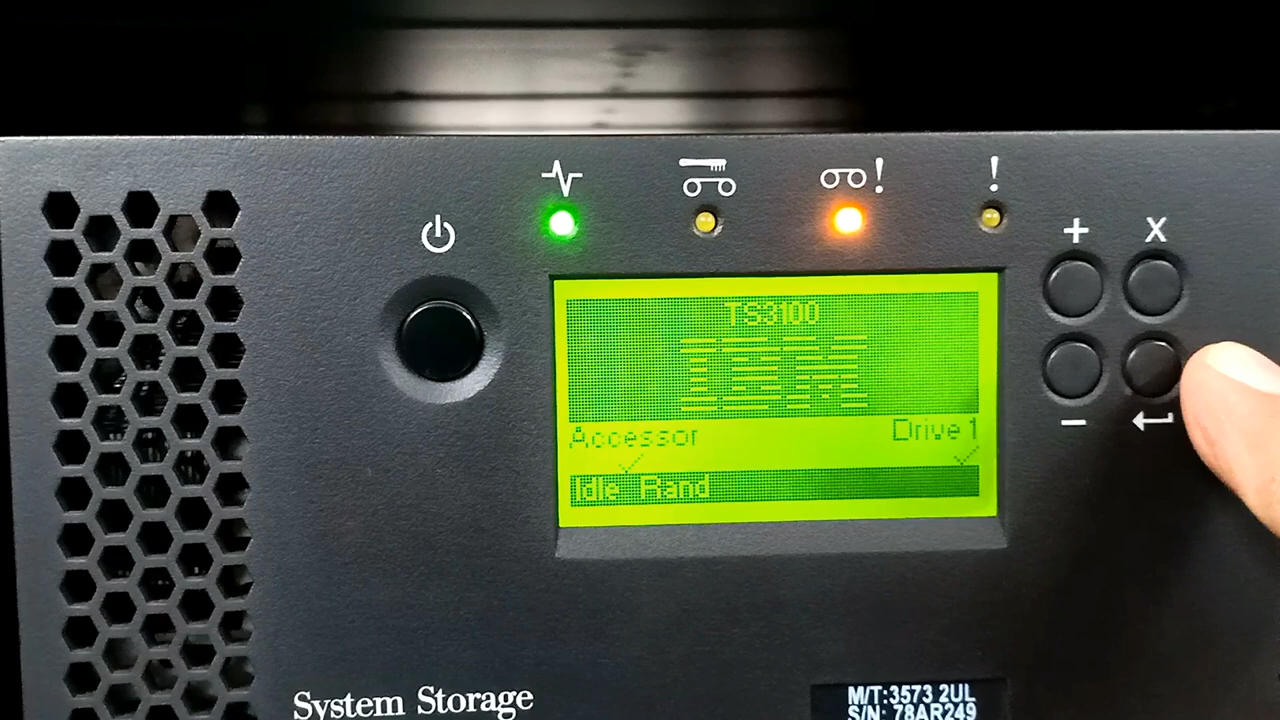 TS3100
IBM
Accessor Drive 1
Idle Rand
System Storage
M/T:3573 2UL
S/N: 78AR249